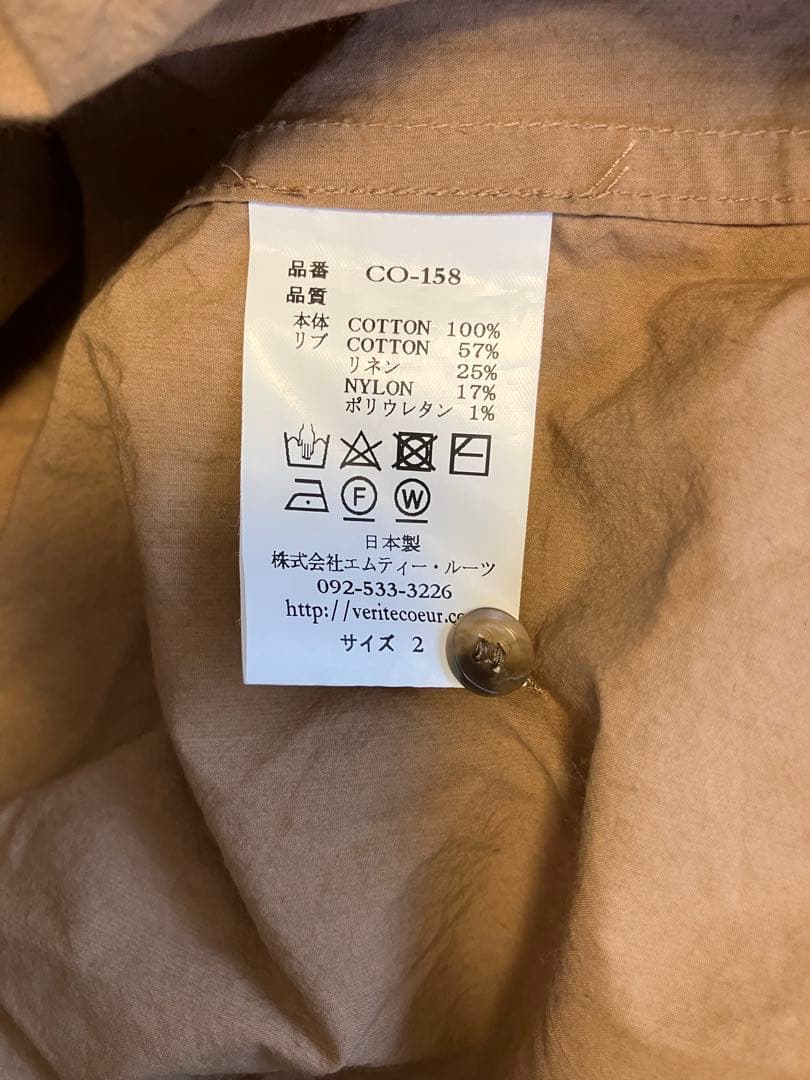 品番 CO-158
品質
本体 COTTON 100%
リブ COTTON 57%
リネン 25%
NYLON 17%
ポリウレタン 1%
F W
日本製
株式会社エムティー・ルーツ
092-533-3226
http://veritecoeur.c
サイズ 2